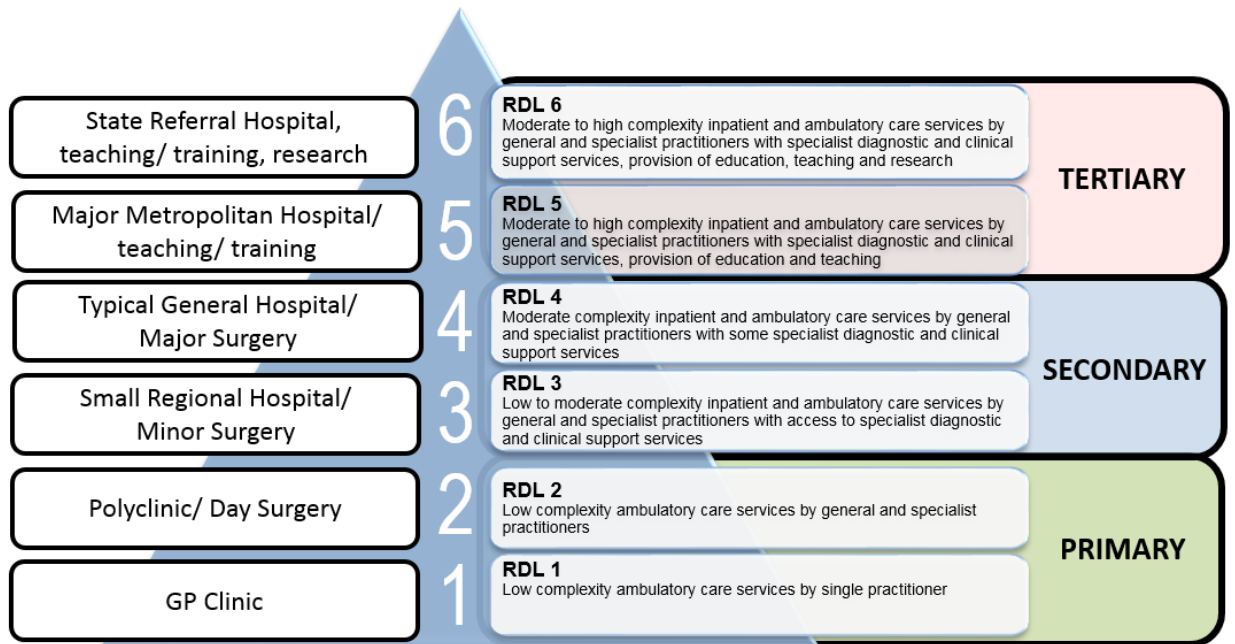 State Referral Hospital,
teaching/ training, research
6
RDL 6
Moderate to high complexity inpatient and ambulatory care services by
general and specialist practitioners with specialist diagnostic and clinical
support services, provision of education, teaching and research
TERTIARY
Major Metropolitan Hospital/
teaching/ training
5
RDL 5
Moderate to high complexity inpatient and ambulatory care services by
general and specialist practitioners with specialist diagnostic and clinical
support services, provision of education and teaching
Typical General Hospital/
Major Surgery
4
RDL 4
Moderate complexity inpatient and ambulatory care services by general
and specialist practitioners with some specialist diagnostic and clinical
support services
SECONDARY
Small Regional Hospital/
Minor Surgery
3
RDL 3
Low to moderate complexity inpatient and ambulatory care services by
general and specialist practitioners with access to specialist diagnostic
and clinical support services
Polyclinic/ Day Surgery
2
RDL 2
Low complexity ambulatory care services by general and specialist
practitioners
PRIMARY
GP Clinic
1
RDL 1
Low complexity ambulatory care services by single practitioner